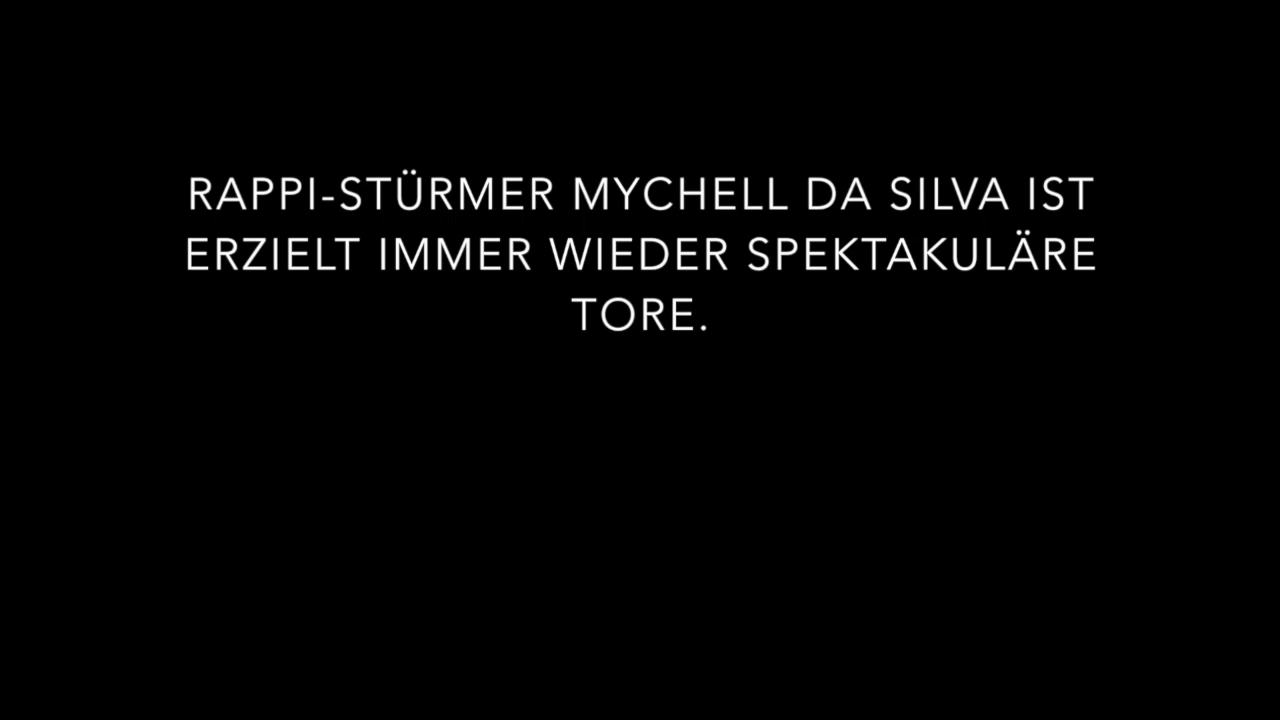 RAPPI-STÜRMER MYCHELL DA SILVA IST
ERZIELT IMMER WIEDER SPEKTAKULÄRE
TORE.